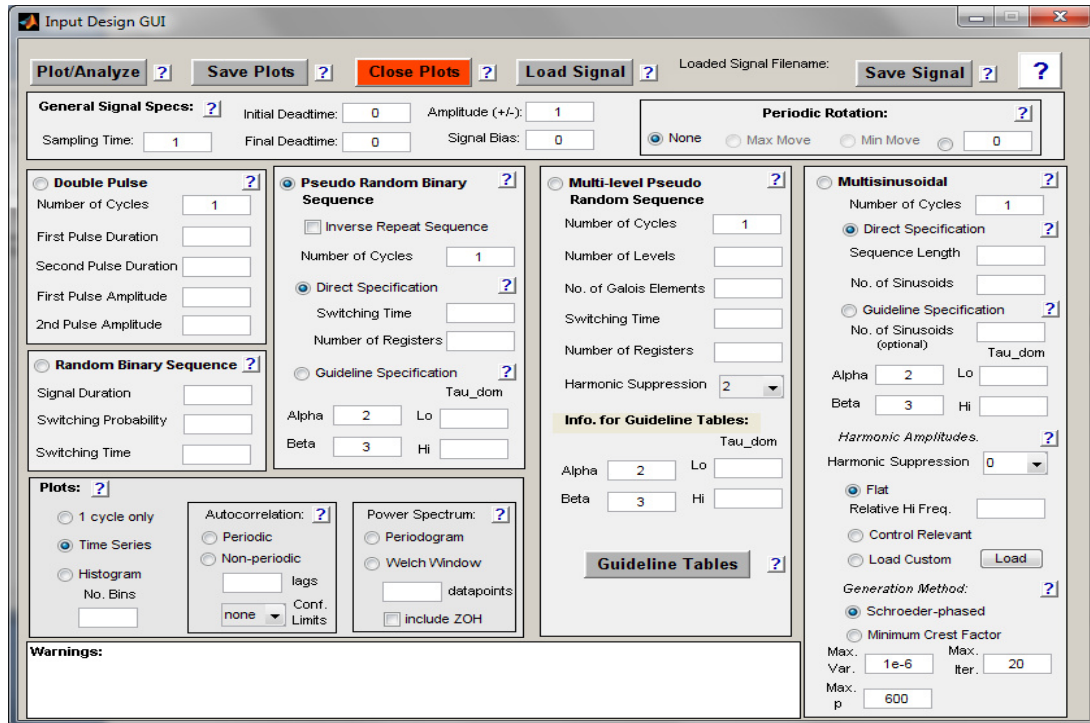 Input Design GUI
Plot/Analyze ? Save Plots ? Close Plots ? Load Signal ? Loaded Signal Filename: Save Signal ? ?
General Signal Specs: ? Initial Deadtime: 0 Amplitude (+/-): 1
Sampling Time: 1 Final Deadtime: 0 Signal Bias: 0
Periodic Rotation: ?
None Max Move Min Move 0
Double Pulse ?
Number of Cycles 1
First Pulse Duration
Second Pulse Duration
First Pulse Amplitude
2nd Pulse Amplitude
Random Binary Sequence ?
Signal Duration
Switching Probability
Switching Time
Pseudo Random Binary ?
Sequence
Inverse Repeat Sequence
Number of Cycles 1
Direct Specification ?
Switching Time
Number of Registers
Guideline Specification ?
Tau_dom
Alpha 2 Lo
Beta 3 Hi
Multi-level Pseudo ?
Random Sequence
Number of Cycles 1
Number of Levels
No. of Galois Elements
Switching Time
Number of Registers
Harmonic Suppression 2
Info. for Guideline Tables:
Tau_dom
Alpha 2 Lo
Beta 3 Hi
Guideline Tables ?
Multisinusoidal ?
Number of Cycles 1
Direct Specification ?
Sequence Length
No. of Sinusoids
Guideline Specification ?
No. of Sinusoids
(optional) Tau_dom
Alpha 2 Lo
Beta 3 Hi
Harmonic Amplitudes. ?
Harmonic Suppression 0
Flat
Relative Hi Freq.
Control Relevant
Load Custom Load
Generation Method: ?
Schroeder-phased
Minimum Crest Factor
Max. Var. 1e-6 Max. Iter. 20
Max. p 600
Plots: ?
1 cycle only
Time Series
Histogram
No. Bins
Autocorrelation: ?
Periodic
Non-periodic
lags
none Conf. Limits
Power Spectrum: ?
Periodogram
Welch Window
datapoints
include ZOH
Warnings: